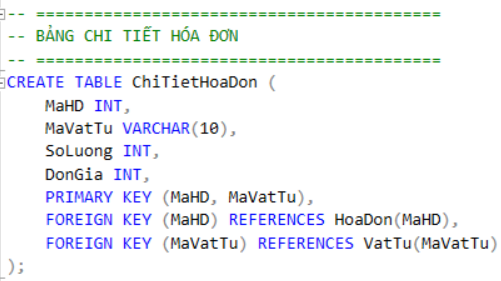 -- ==========================================
-- BẢNG CHI TIẾT HÓA ĐƠN
-- ==========================================
CREATE TABLE ChiTietHoaDon (
    MaHD INT,
    MaVatTu VARCHAR(10),
    SoLuong INT,
    DonGia INT,
    PRIMARY KEY (MaHD, MaVatTu),
    FOREIGN KEY (MaHD) REFERENCES HoaDon(MaHD),
    FOREIGN KEY (MaVatTu) REFERENCES VatTu(MaVatTu)
);